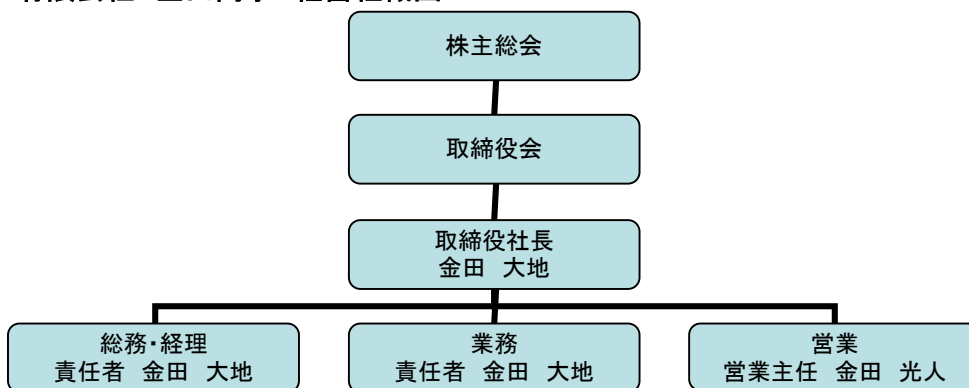 株主総会
取締役会
取締役社長
金田 大地
総務・経理
責任者 金田 大地
業務
責任者 金田 大地
営業
営業主任 金田 光人